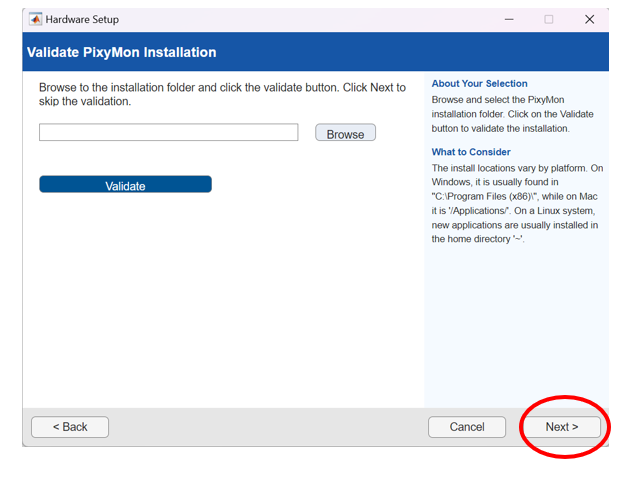 Hardware Setup
Validate PixyMon Installation
Browse to the installation folder and click the validate button. Click Next to
skip the validation.
Browse
Validate
About Your Selection
Browse and select the PixyMon
installation folder. Click on the Validate
button to validate the installation.
What to Consider
The install locations vary by platform. On
Windows, it is usually found in
"C:\Program Files (x86)\", while on Mac
it is '/Applications/'. On a Linux system,
new applications are usually installed in
the home directory '~'.
< Back
Cancel
Next >